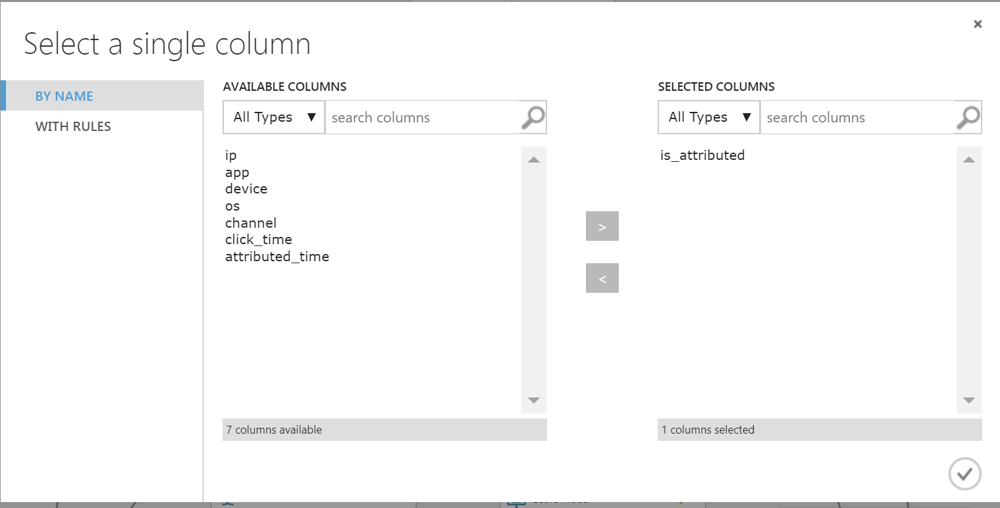 Select a single column
BY NAME
WITH RULES
AVAILABLE COLUMNS
All Types
search columns
ip
app
device
os
channel
click_time
attributed_time
7 columns available
>
<
SELECTED COLUMNS
All Types
search columns
is_attributed
1 columns selected